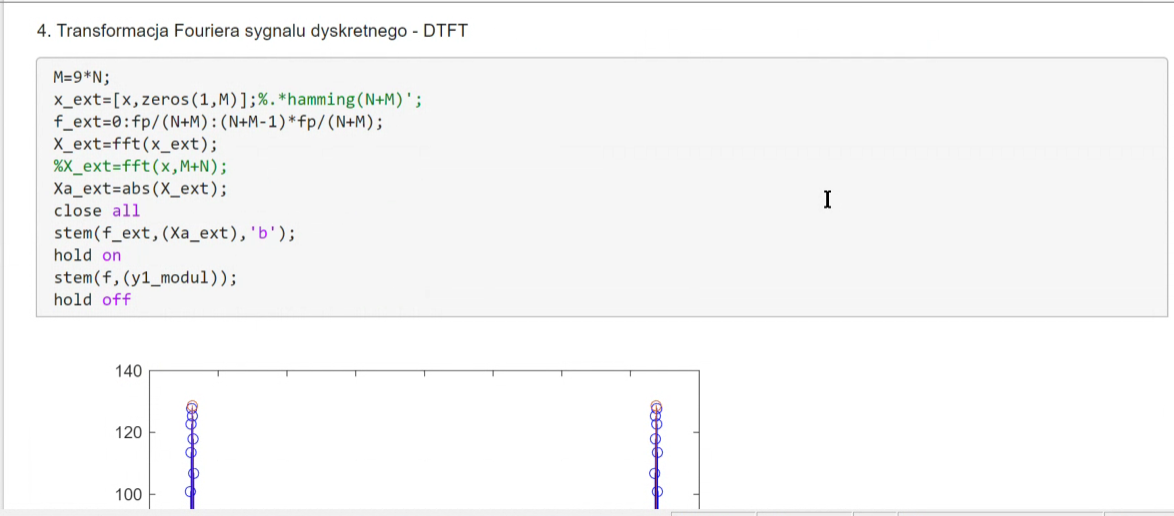 4. Transformacja Fouriera sygnalu dyskretnego - DTFT
M=9*N;
x_ext=[x,zeros(1,M)];%.*hamming(N+M)';
f_ext=0:fp/(N+M):(N+M-1)*fp/(N+M);
X_ext=fft(x_ext);
%X_ext=fft(x,M+N);
Xa_ext=abs(X_ext);
close all
stem(f_ext,(Xa_ext),'b');
hold on
stem(f,(y1_modul));
hold off
140
120
100